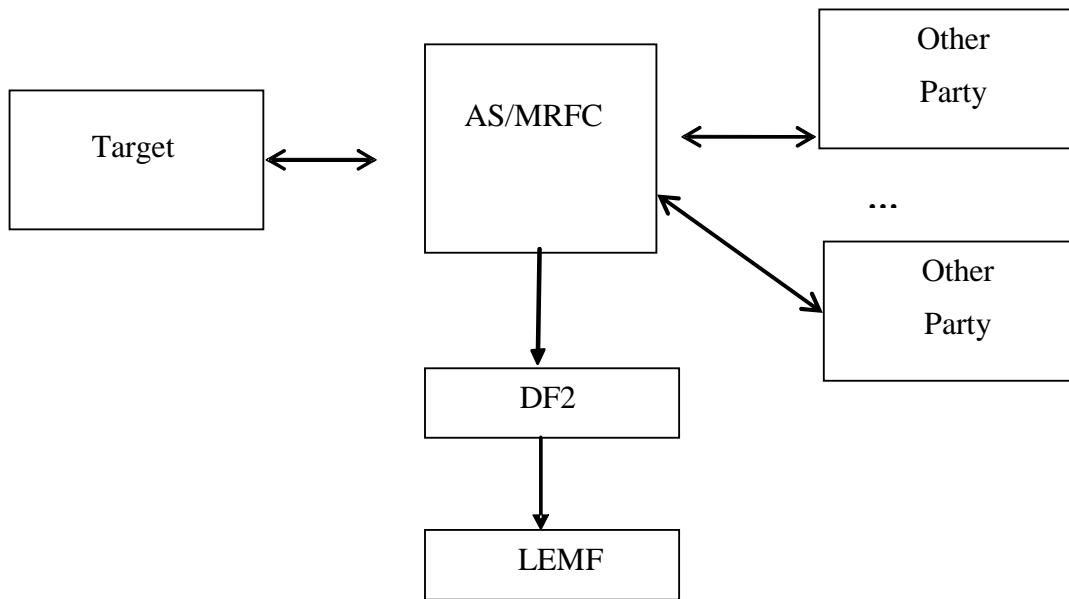 Target
AS/MRFC
Other
Party
...
Other
Party
DF2
LEMF